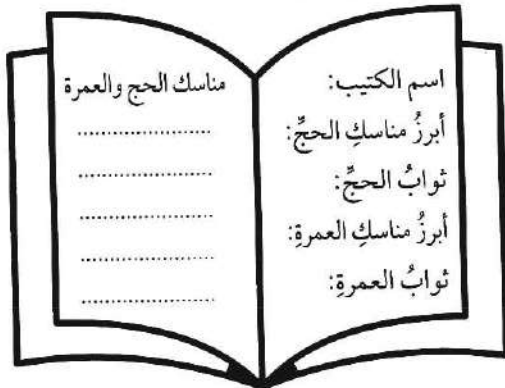 اسم الكتيب:
أبرزُ مناسكِ الحجِّ:
ثوابُ الحجِّ:
أبرزُ مناسكِ العمرةِ:
ثوابُ العمرةِ:
مناسك الحج والعمرة
......................
......................
......................
......................
......................